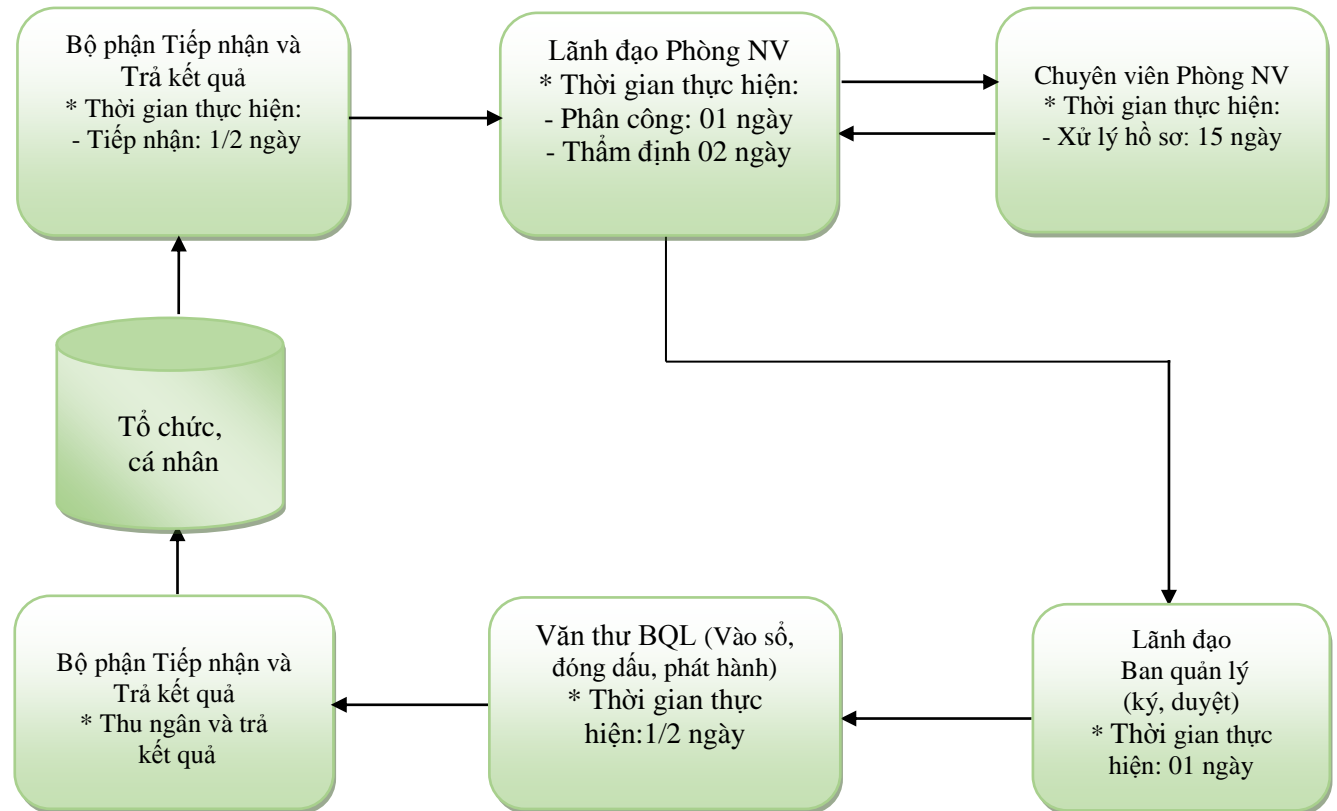 Bộ phận Tiếp nhận và
Trả kết quả
* Thời gian thực hiện:
- Tiếp nhận: 1/2 ngày
Lãnh đạo Phòng NV
* Thời gian thực hiện:
- Phân công: 01 ngày
- Thẩm định 02 ngày
Chuyên viên Phòng NV
* Thời gian thực hiện:
- Xử lý hồ sơ: 15 ngày
Tổ chức,
cá nhân
Bộ phận Tiếp nhận và
Trả kết quả
* Thu ngân và trả
kết quả
Văn thư BQL (Vào sổ,
đóng dấu, phát hành)
* Thời gian thực
hiện:1/2 ngày
Lãnh đạo
Ban quản lý
(ký, duyệt)
* Thời gian thực
hiện: 01 ngày